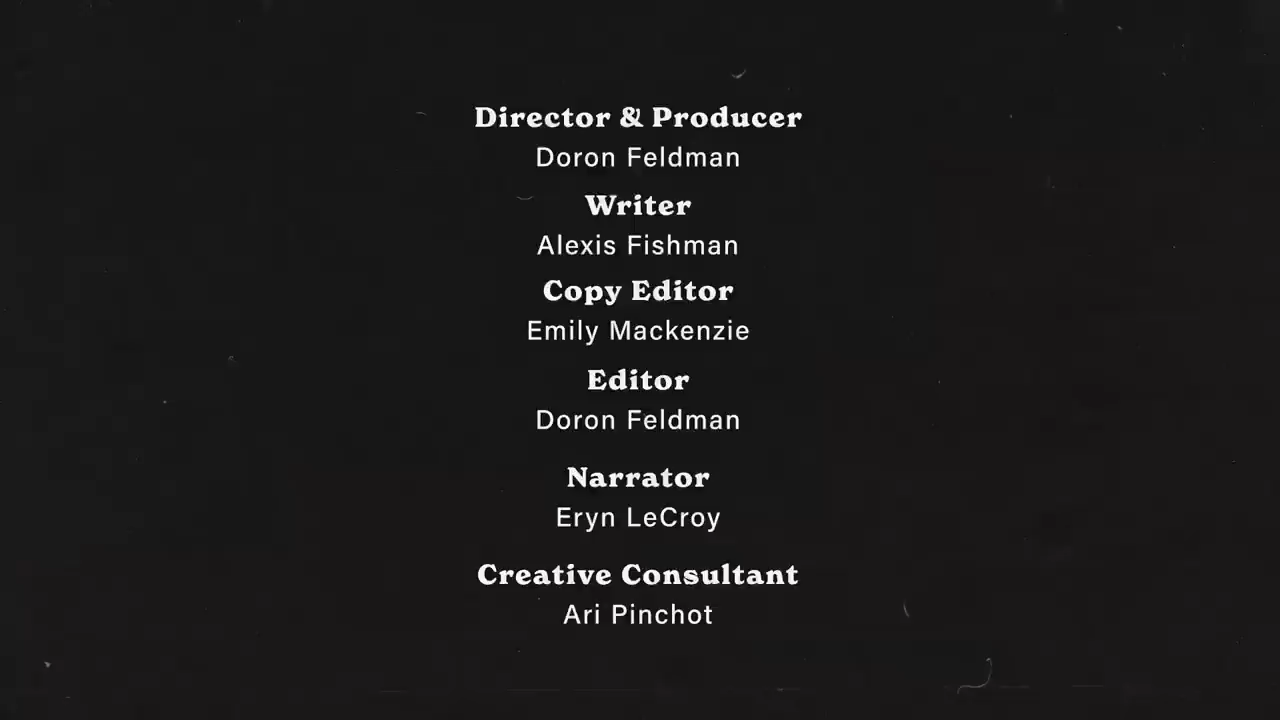 Director & Producer
Doron Feldman
Writer
Alexis Fishman
Copy Editor
Emily Mackenzie
Editor
Doron Feldman
Narrator
Eryn LeCroy
Creative Consultant
Ari Pinchot